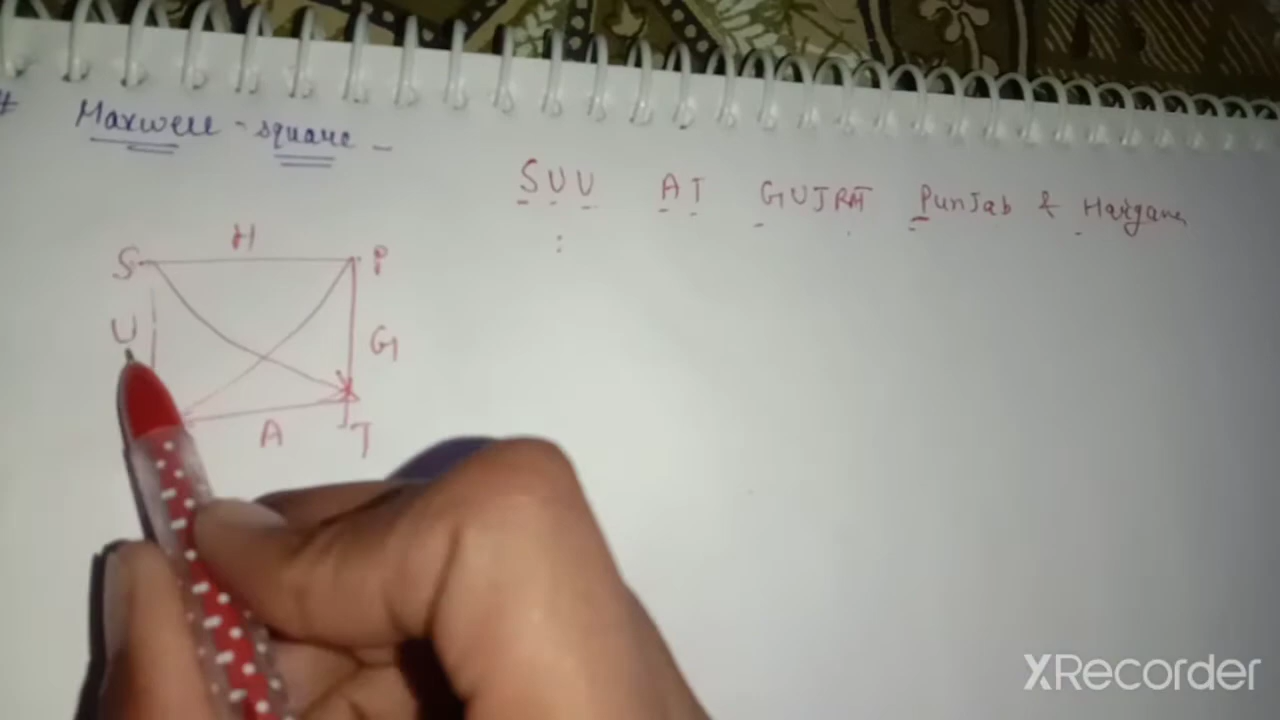 # Maxwell - square -
SUV AT GUJRAT Punjab & Haryana
S H P
U G
A T
XRecorder